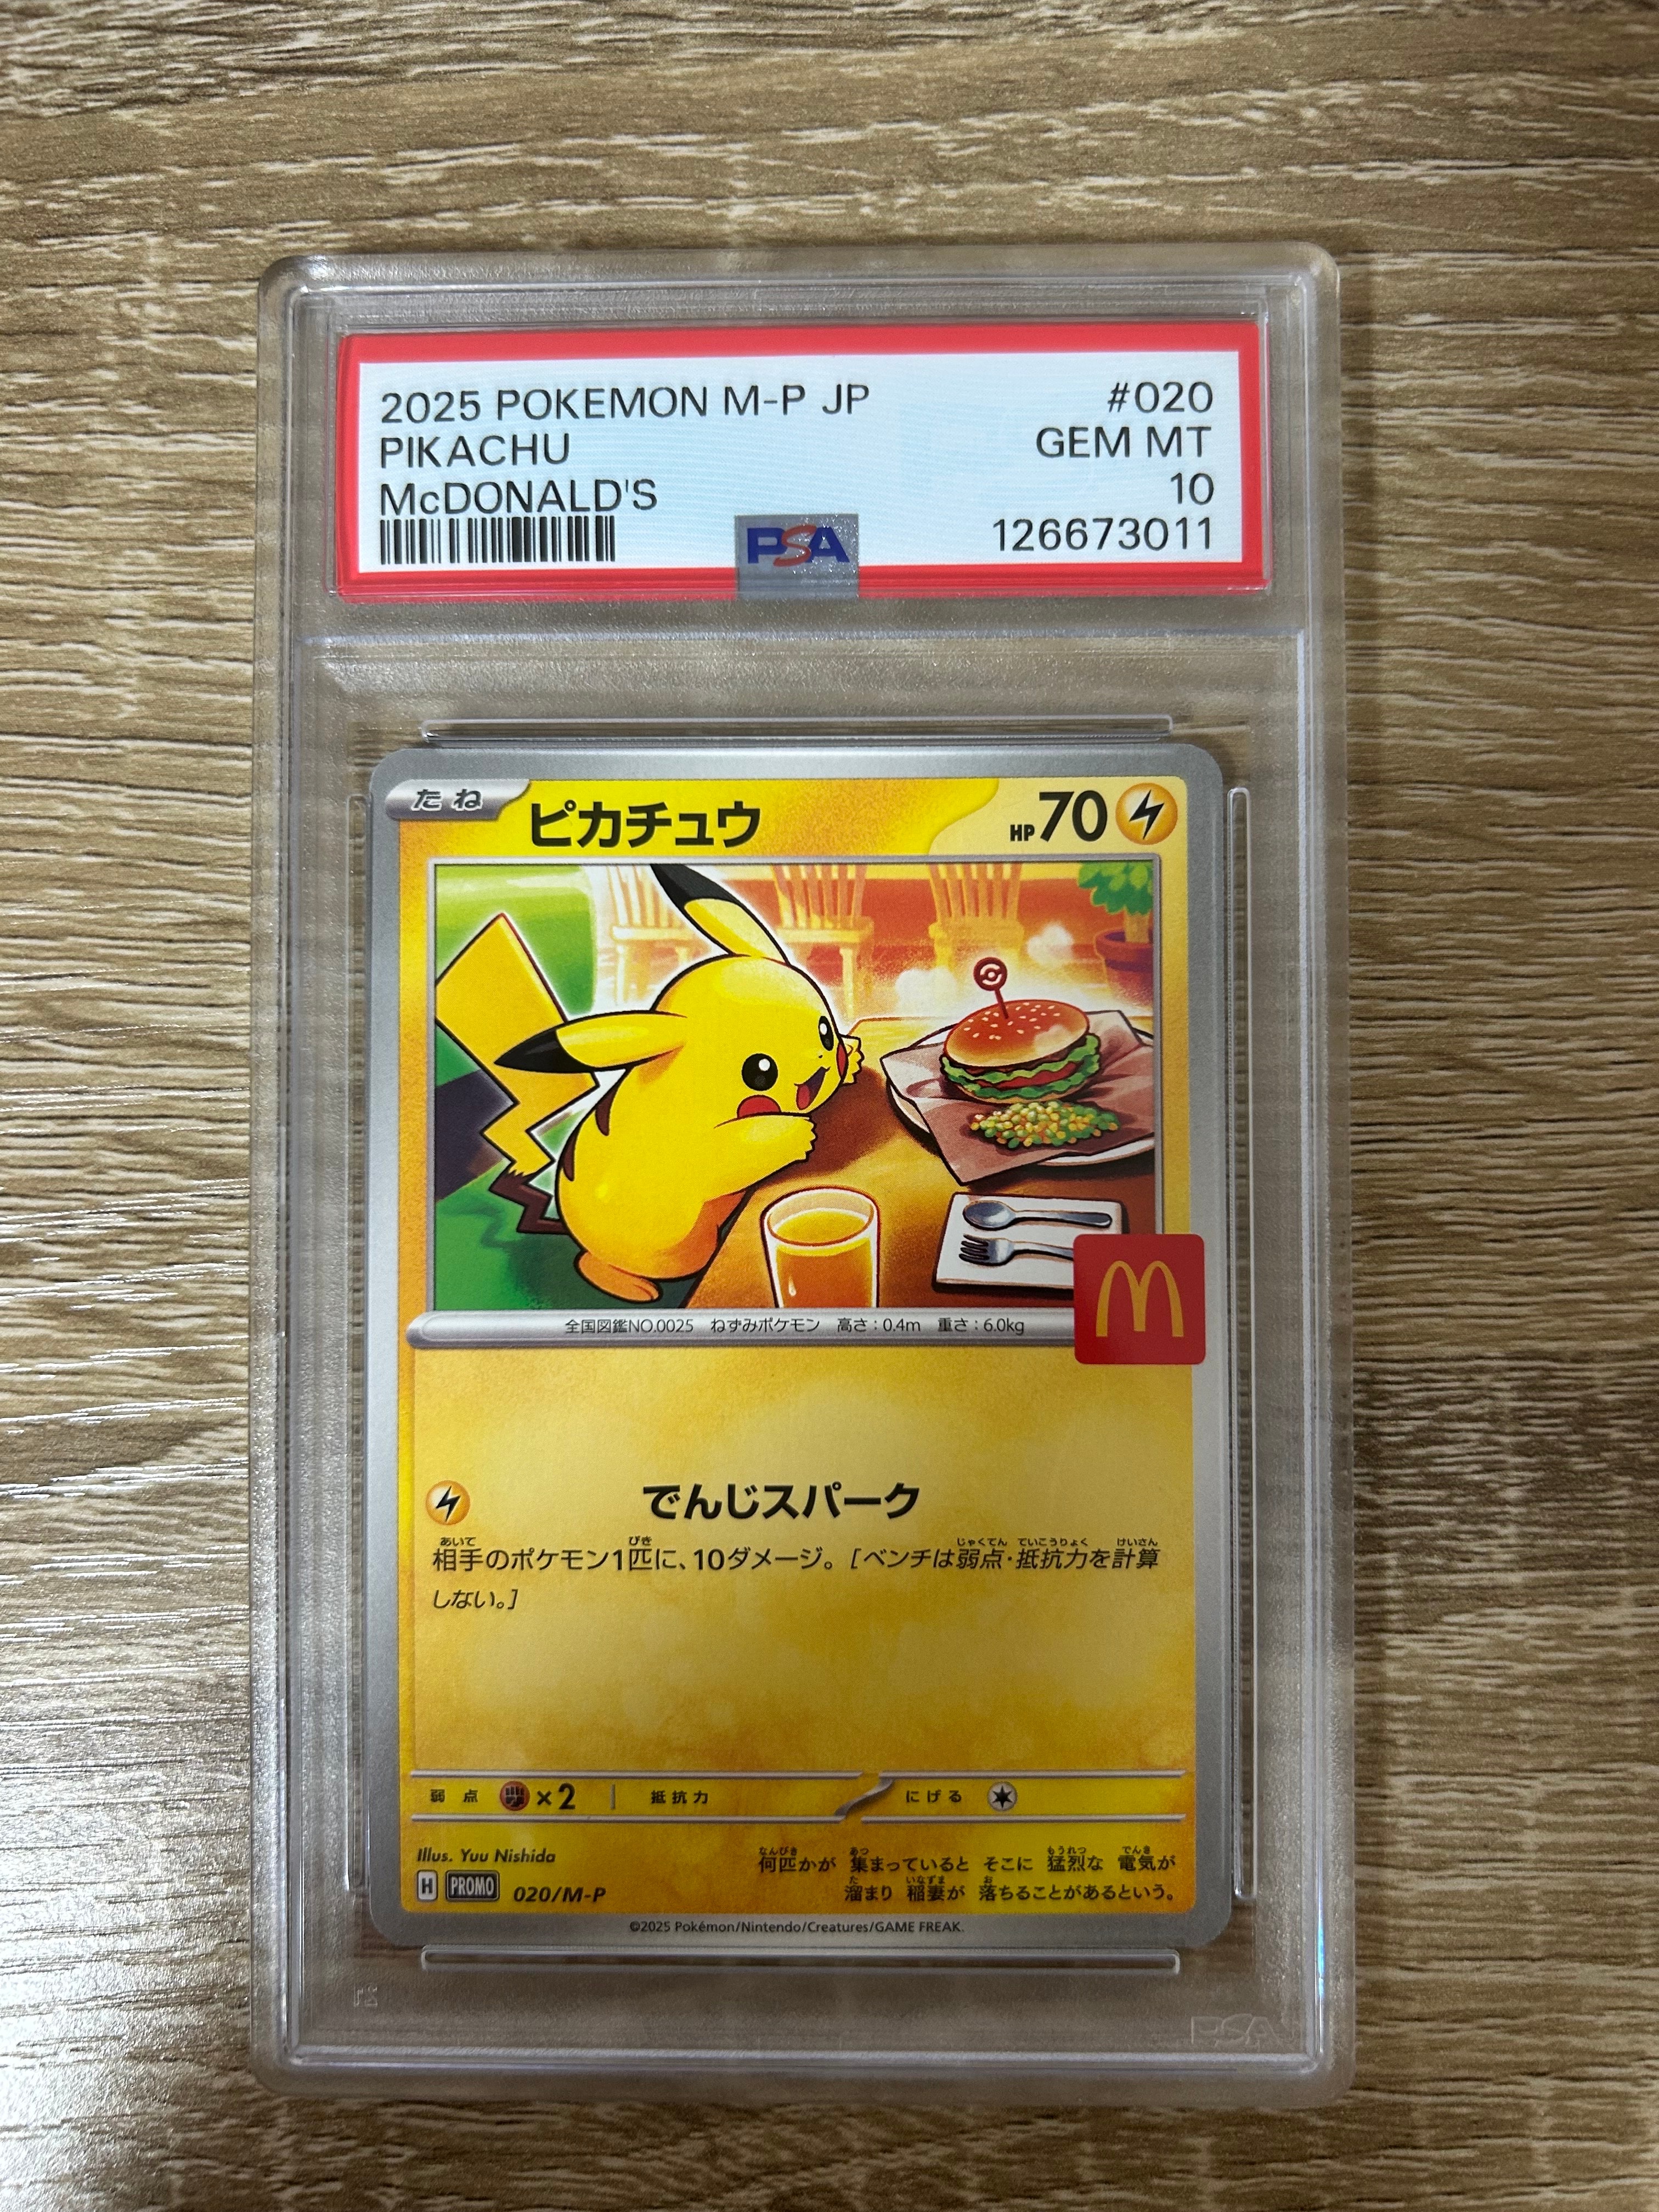 2025 POKEMON M-P JP #020
PIKACHU GEM MT
McDONALD'S 10
PSA 126673011
たね ピカチュウ HP70
全国図鑑NO.0025 ねずみポケモン 高さ:0.4m 重さ:6.0kg
でんじスパーク
相手のポケモン1匹に、10ダメージ。[ベンチは弱点・抵抗力を計算
しない。]
弱点 ×2 抵抗力 にげる
Illus. Yuu Nishida
H PROMO 020/M-P
何匹かが 集まっていると そこに 猛烈な 電気が
溜まり 稲妻が 落ちることがあるという。
©2025 Pokémon/Nintendo/Creatures/GAME FREAK.
PSA